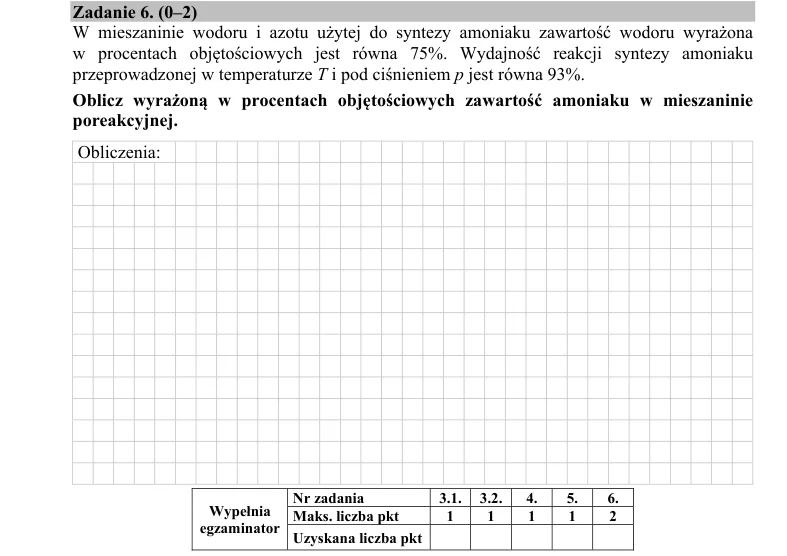 Zadanie 6. (0–2)
W mieszaninie wodoru i azotu użytej do syntezy amoniaku zawartość wodoru wyrażona
w procentach objętościowych jest równa 75%. Wydajność reakcji syntezy amoniaku
przeprowadzonej w temperaturze T i pod ciśnieniem p jest równa 93%.
Oblicz wyrażoną w procentach objętościowych zawartość amoniaku w mieszaninie
poreakcyjnej.
Obliczenia:
Wypełnia
egzaminator
Nr zadania 3.1. 3.2. 4. 5. 6.
Maks. liczba pkt 1 1 1 1 2
Uzyskana liczba pkt